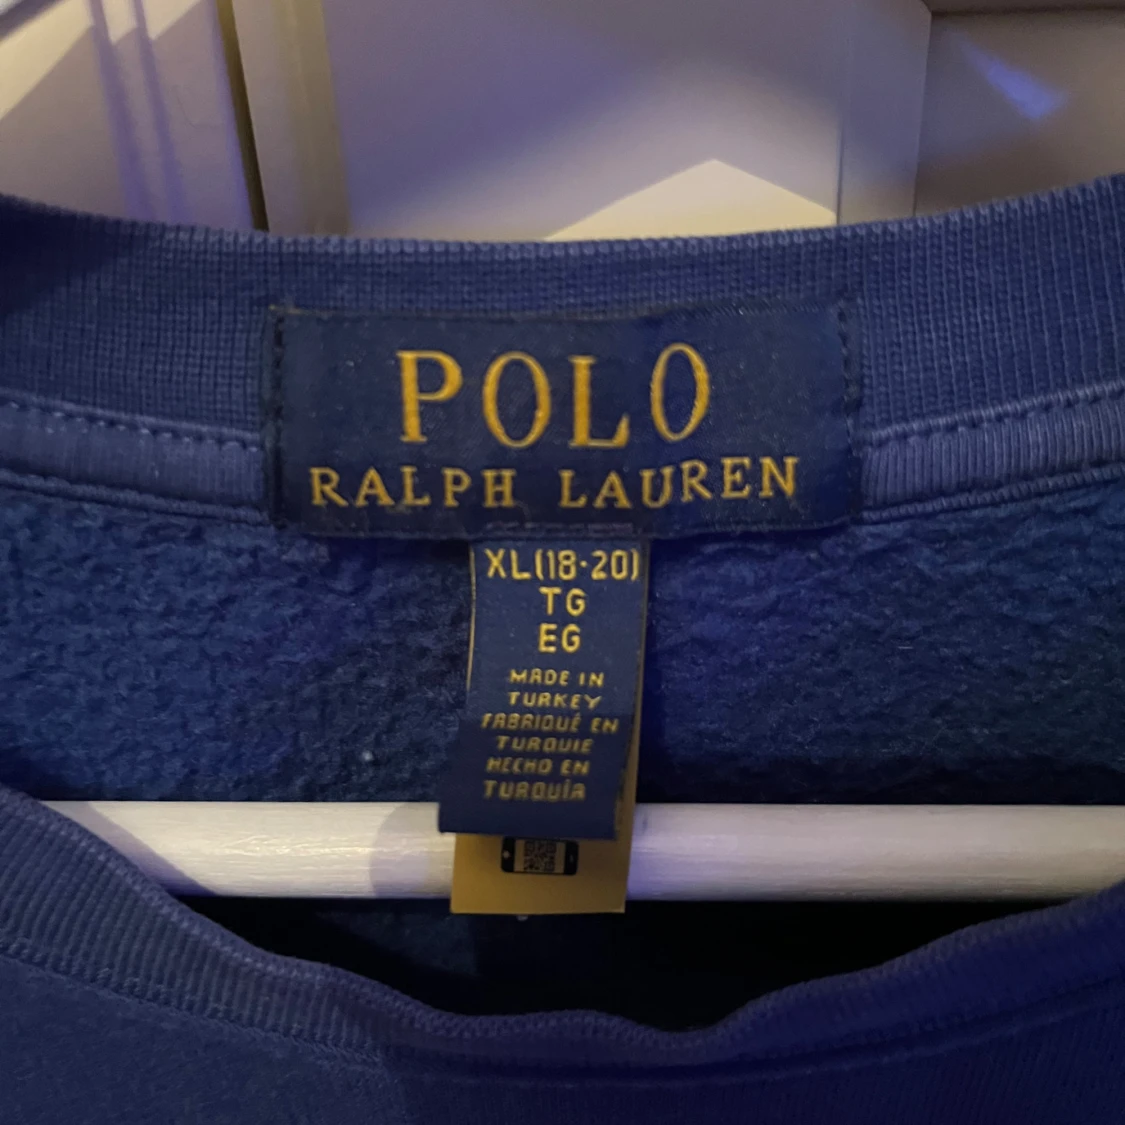 POLO
RALPH LAUREN
XL(18-20)
TG
EG
MADE IN
TURKEY
FABRIQUÉ EN
TURQUIE
HECHO EN
TURQUÍA